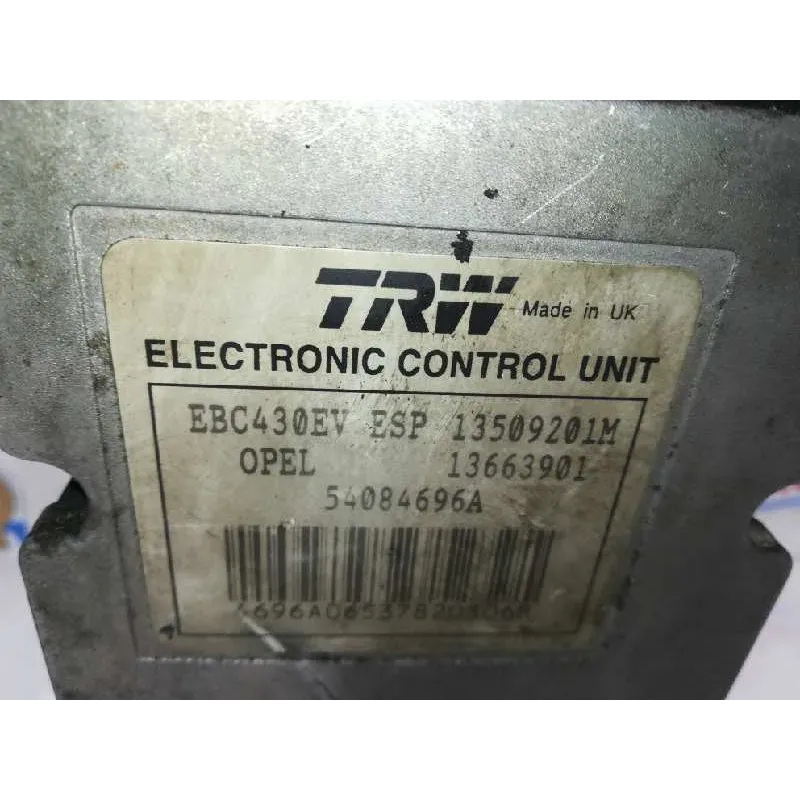 TRW Made in UK
ELECTRONIC CONTROL UNIT
EBC430EV ESP 13509201M
OPEL 13663901
54084696A